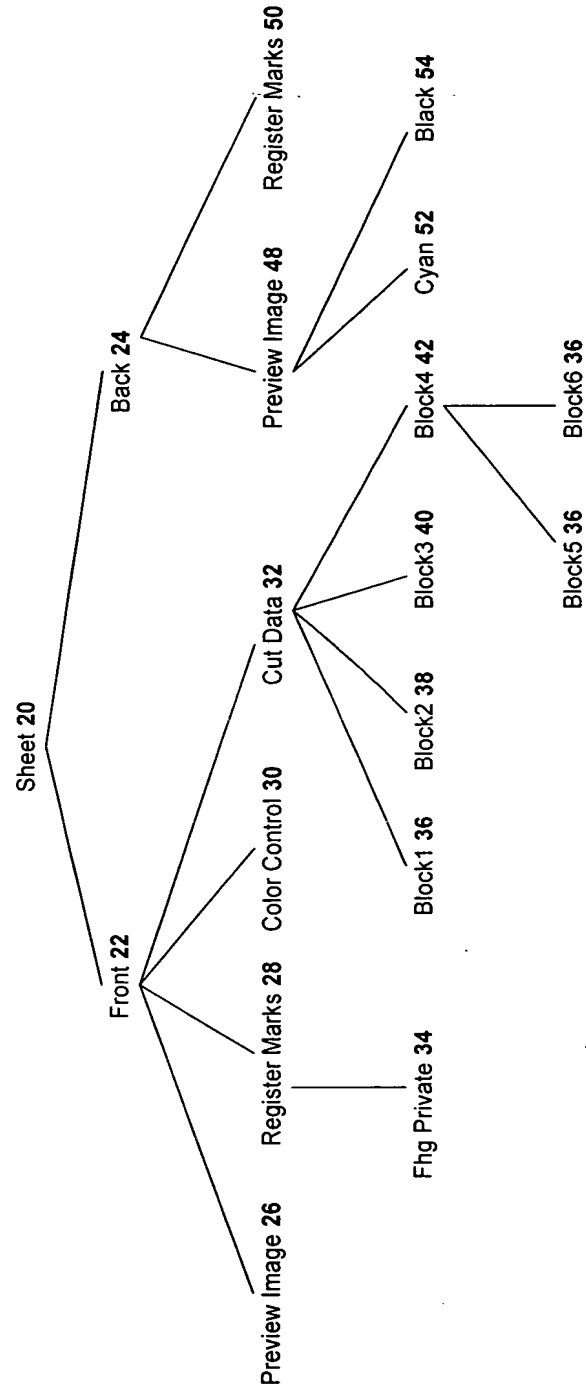 Sheet 20
Front 22
Back 24
Preview Image 26
Register Marks 28
Color Control 30
Cut Data 32
Preview Image 48
Register Marks 50
Fhg Private 34
Block1 36
Block2 38
Block3 40
Block4 42
Cyan 52
Black 54
Block5 36
Block6 36